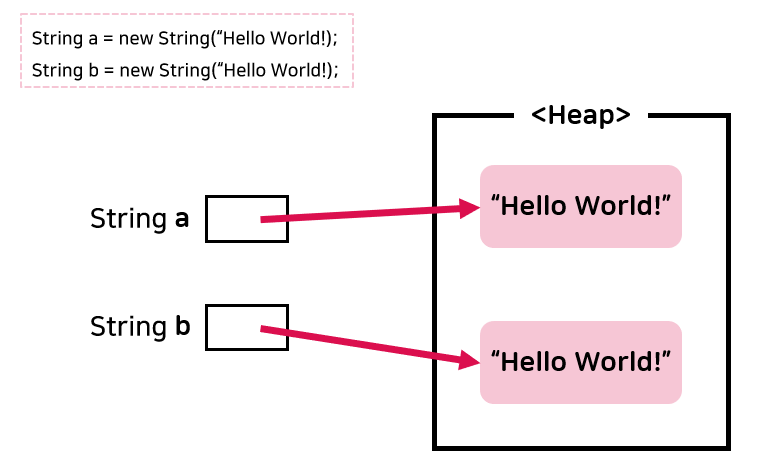 String a = new String(“Hello World!);
String b = new String(“Hello World!);
<Heap>
String a
“Hello World!”
String b
“Hello World!”